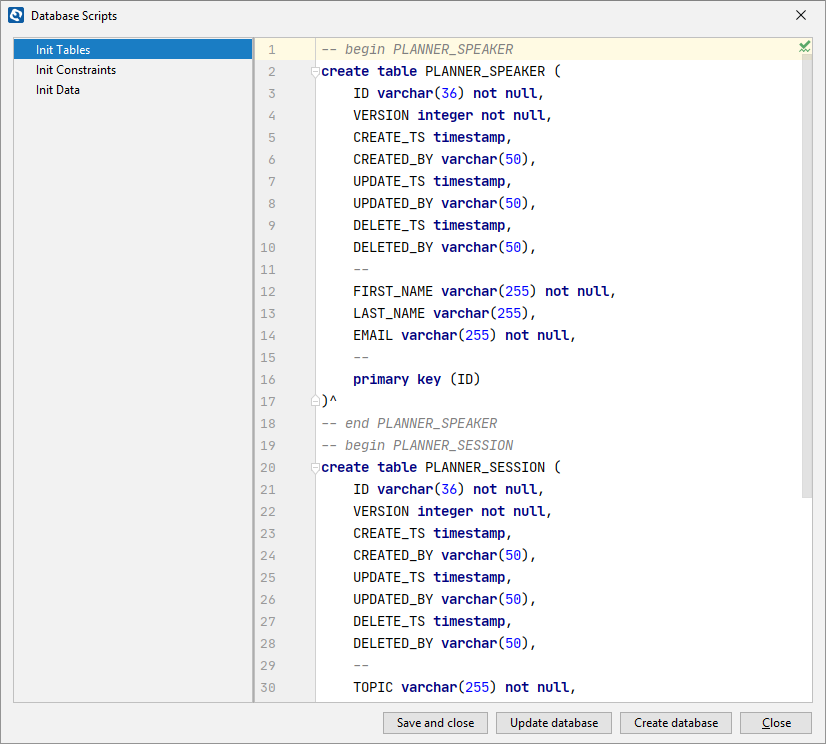 Database Scripts
Init Tables
Init Constraints
Init Data
1 -- begin PLANNER_SPEAKER
2 create table PLANNER_SPEAKER (
3 ID varchar(36) not null,
4 VERSION integer not null,
5 CREATE_TS timestamp,
6 CREATED_BY varchar(50),
7 UPDATE_TS timestamp,
8 UPDATED_BY varchar(50),
9 DELETE_TS timestamp,
10 DELETED_BY varchar(50),
11 --
12 FIRST_NAME varchar(255) not null,
13 LAST_NAME varchar(255),
14 EMAIL varchar(255) not null,
15 --
16 primary key (ID)
17 )^
18 -- end PLANNER_SPEAKER
19 -- begin PLANNER_SESSION
20 create table PLANNER_SESSION (
21 ID varchar(36) not null,
22 VERSION integer not null,
23 CREATE_TS timestamp,
24 CREATED_BY varchar(50),
25 UPDATE_TS timestamp,
26 UPDATED_BY varchar(50),
27 DELETE_TS timestamp,
28 DELETED_BY varchar(50),
29 --
30 TOPIC varchar(255) not null,
Save and close
Update database
Create database
Close